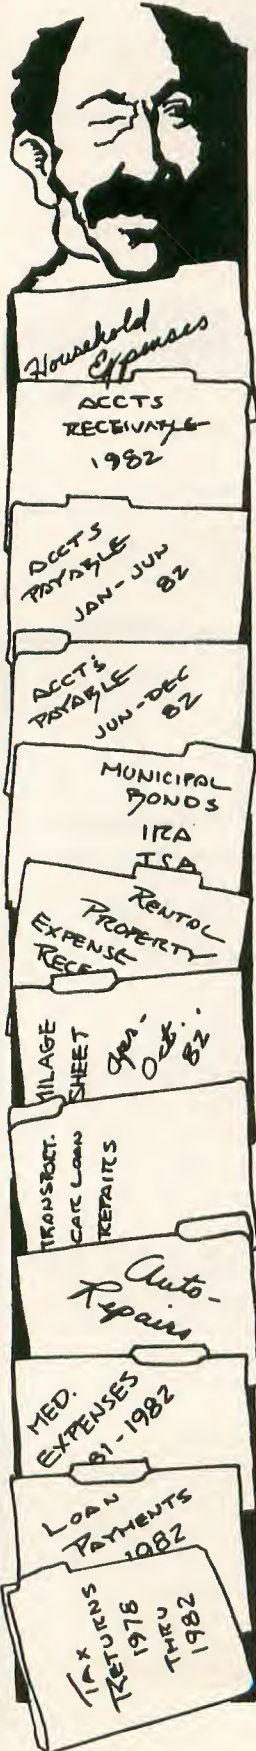 Household
Expenses
ACCTS
RECEIVABLE
1982
ACCTS
PAYABLE
JAN-JUN
82
ACCTS
PAYABLE
JUN-DEC
82
MUNICIPAL
BONDS
IRA
ISA
RENTAL
PROPERTY
EXPENSE
MILAGE
SHEET
Oct.
82
TRANSPORT.
CAR LOAN
REPAIRS
Auto-
Repairs
MED.
EXPENSES
81-1982
LOAN
PAYMENTS
1982
TAX
RETURNS
1978
THRU
1982